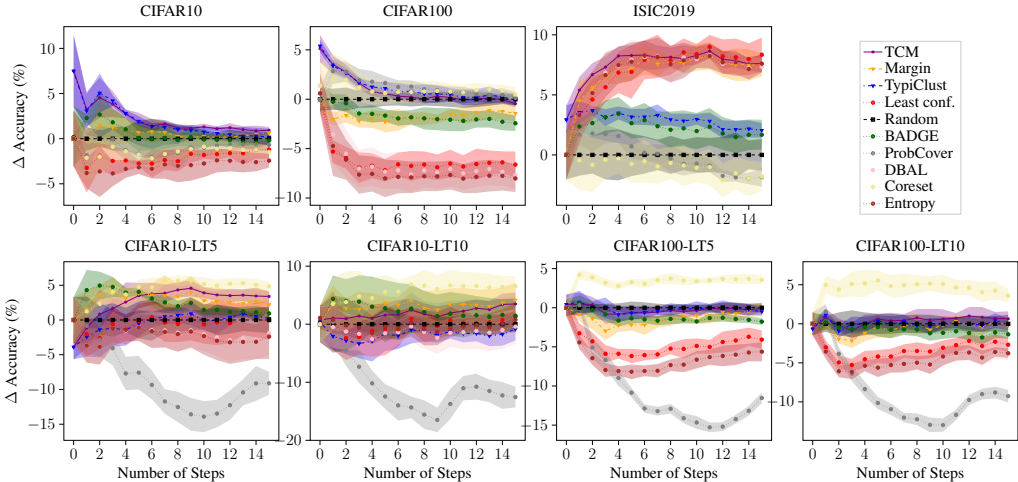 CIFAR10
CIFAR100
ISIC2019
Δ Accuracy (%)
10
5
0
−5
0 2 4 6 8 10 12 14
5
0
−5
−10
0 2 4 6 8 10 12 14
10
5
0
0 2 4 6 8 10 12 14
TCM
Margin
TypiClust
Least conf.
Random
BADGE
ProbCover
DBAL
Coreset
Entropy
CIFAR10-LT5
CIFAR10-LT10
CIFAR100-LT5
CIFAR100-LT10
Δ Accuracy (%)
5
0
−5
−10
−15
0 2 4 6 8 10 12 14
Number of Steps
10
0
−10
−20
0 2 4 6 8 10 12 14
Number of Steps
5
0
−5
−10
−15
0 2 4 6 8 10 12 14
Number of Steps
5
0
−5
−10
0 2 4 6 8 10 12 14
Number of Steps